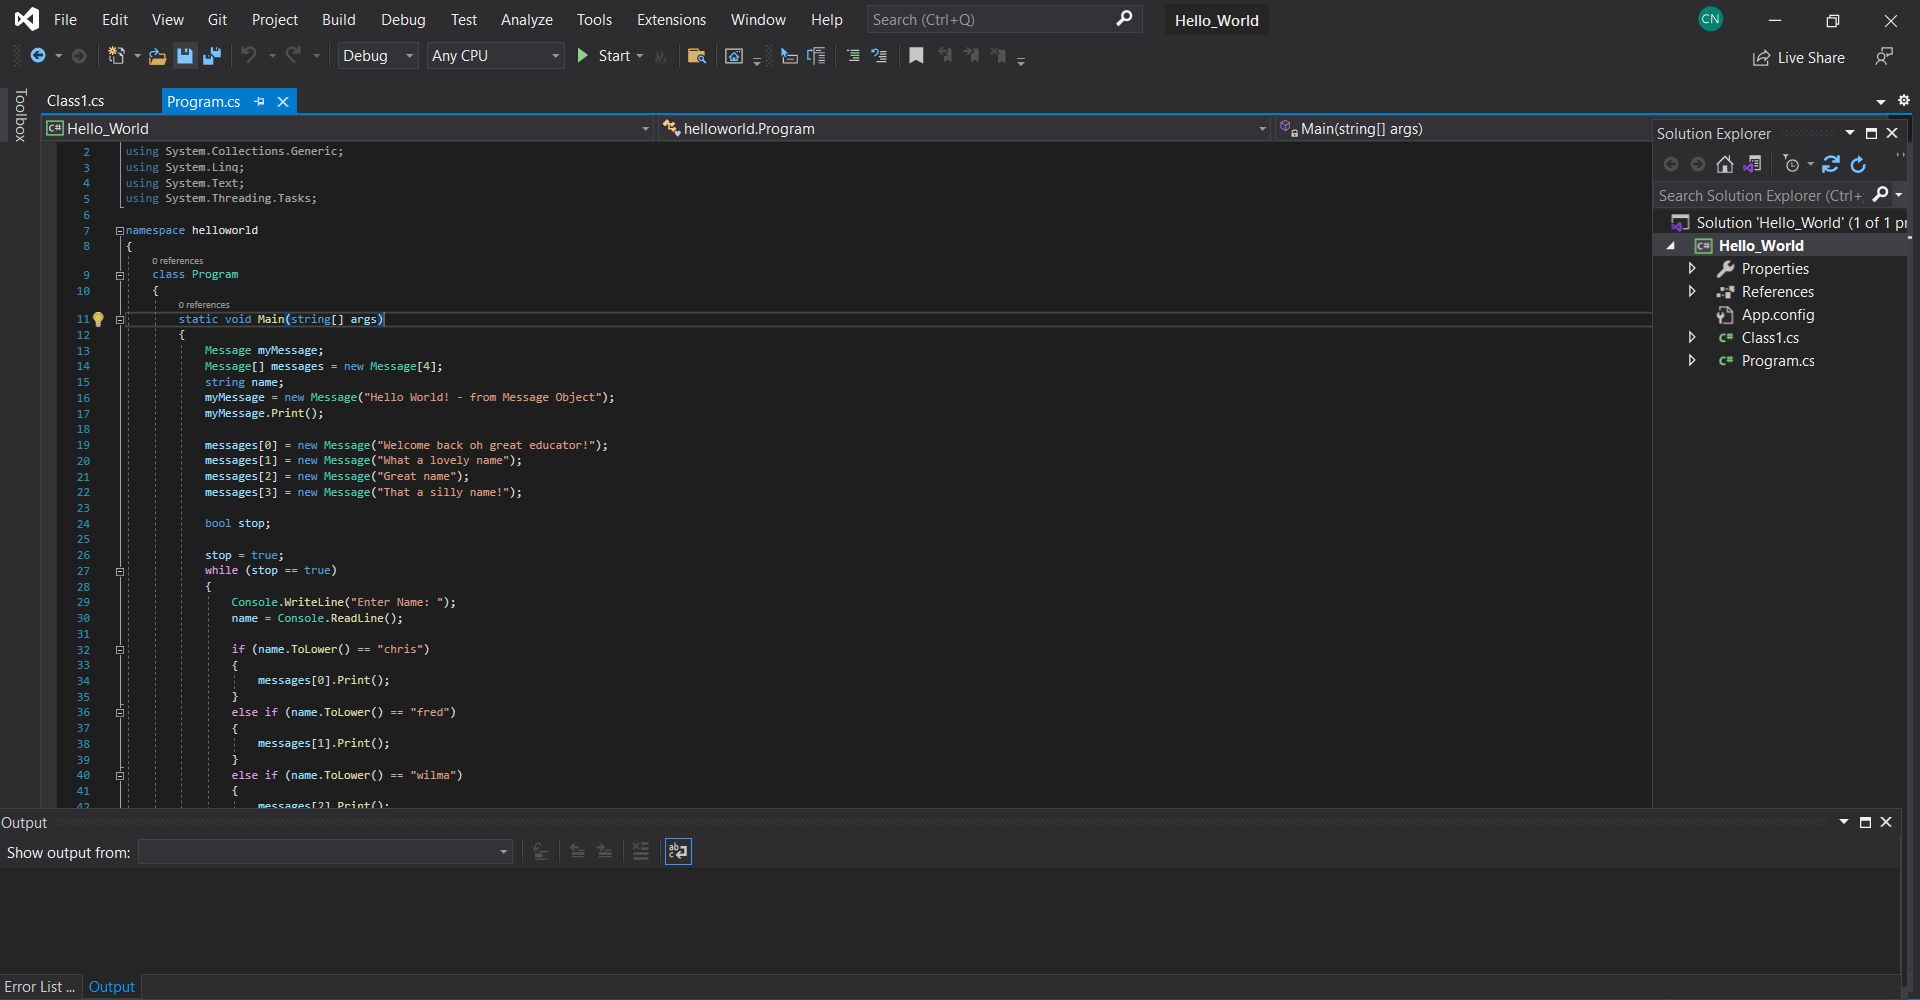 File Edit View Git Project Build Debug Test Analyze Tools Extensions Window Help Search (Ctrl+Q) Hello_World CN
Debug Any CPU Start Live Share
Toolbox
Class1.cs Program.cs
Hello_World helloworld.Program Main(string[] args)
2 using System.Collections.Generic;
3 using System.Linq;
4 using System.Text;
5 using System.Threading.Tasks;
6
7 namespace helloworld
8 {
0 references
9 class Program
10 {
0 references
11 static void Main(string[] args)
12 {
13 Message myMessage;
14 Message[] messages = new Message[4];
15 string name;
16 myMessage = new Message("Hello World! - from Message Object");
17 myMessage.Print();
18
19 messages[0] = new Message("Welcome back oh great educator!");
20 messages[1] = new Message("What a lovely name");
21 messages[2] = new Message("Great name");
22 messages[3] = new Message("That a silly name!");
23
24 bool stop;
25
26 stop = true;
27 while (stop == true)
28 {
29 Console.WriteLine("Enter Name: ");
30 name = Console.ReadLine();
31
32 if (name.ToLower() == "chris")
33 {
34 messages[0].Print();
35 }
36 else if (name.ToLower() == "fred")
37 {
38 messages[1].Print();
39 }
40 else if (name.ToLower() == "wilma")
41 {
42 messages[2].Print();
Solution Explorer
Search Solution Explorer (Ctrl+;
Solution 'Hello_World' (1 of 1 pr
Hello_World
Properties
References
App.config
Class1.cs
Program.cs
Output
Show output from:
Error List ... Output